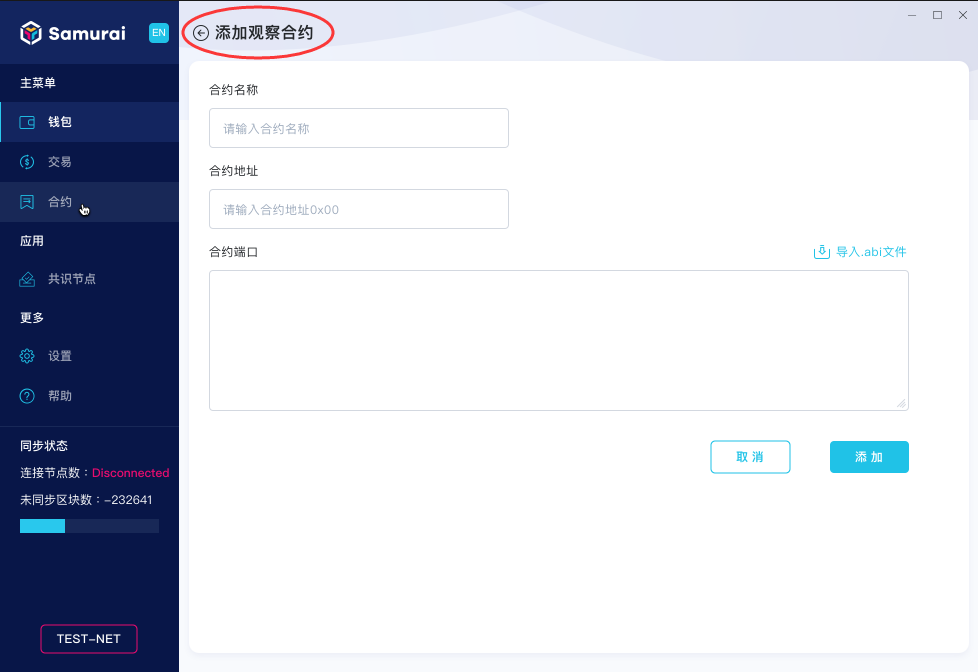 Samurai EN
主菜单
钱包
交易
合约
应用
共识节点
更多
设置
帮助
同步状态
连接节点数：Disconnected
未同步区块数：-232641
TEST-NET
添加观察合约
合约名称
请输入合约名称
合约地址
请输入合约地址0x00
合约端口
导入.abi文件
取消
添加